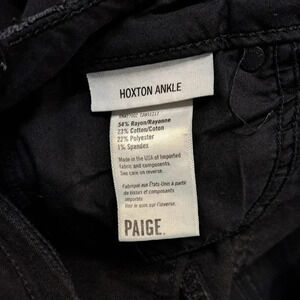 HOXTON ANKLE
54% Rayon/Rayonne
23% Cotton/Coton
22% Polyester
1% Spandex
Made in the USA of Imported
Fabric and components.
See care on reverse.
Fabriqué aux États-Unis à partir
de tissus et composants
importés
Voir le soin sur l'inverse.
PAIGE